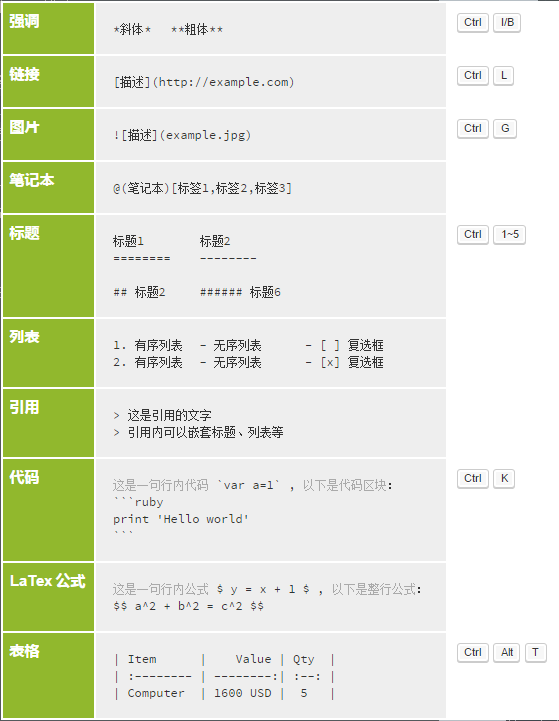 强调 *斜体* **粗体** Ctrl I/B
链接 [描述](http://example.com) Ctrl L
图片 ![描述](example.jpg) Ctrl G
笔记本 @(笔记本)[标签1,标签2,标签3]
标题 Ctrl 1~5
标题1 标题2
======== --------
## 标题2 ###### 标题6
列表
1. 有序列表 - 无序列表 - [ ] 复选框
2. 有序列表 - 无序列表 - [x] 复选框
引用
> 这是引用的文字
> 引用内可以嵌套标题、列表等
代码 Ctrl K
这是一句行内代码 `var a=1` , 以下是代码区块:
```ruby
print 'Hello world'
```
LaTex 公式
这是一句行内公式 $ y = x + 1 $ , 以下是整行公式:
$$ a^2 + b^2 = c^2 $$
表格 Ctrl Alt T
| Item | Value | Qty |
| :-------- | --------:| :--: |
| Computer | 1600 USD | 5 |